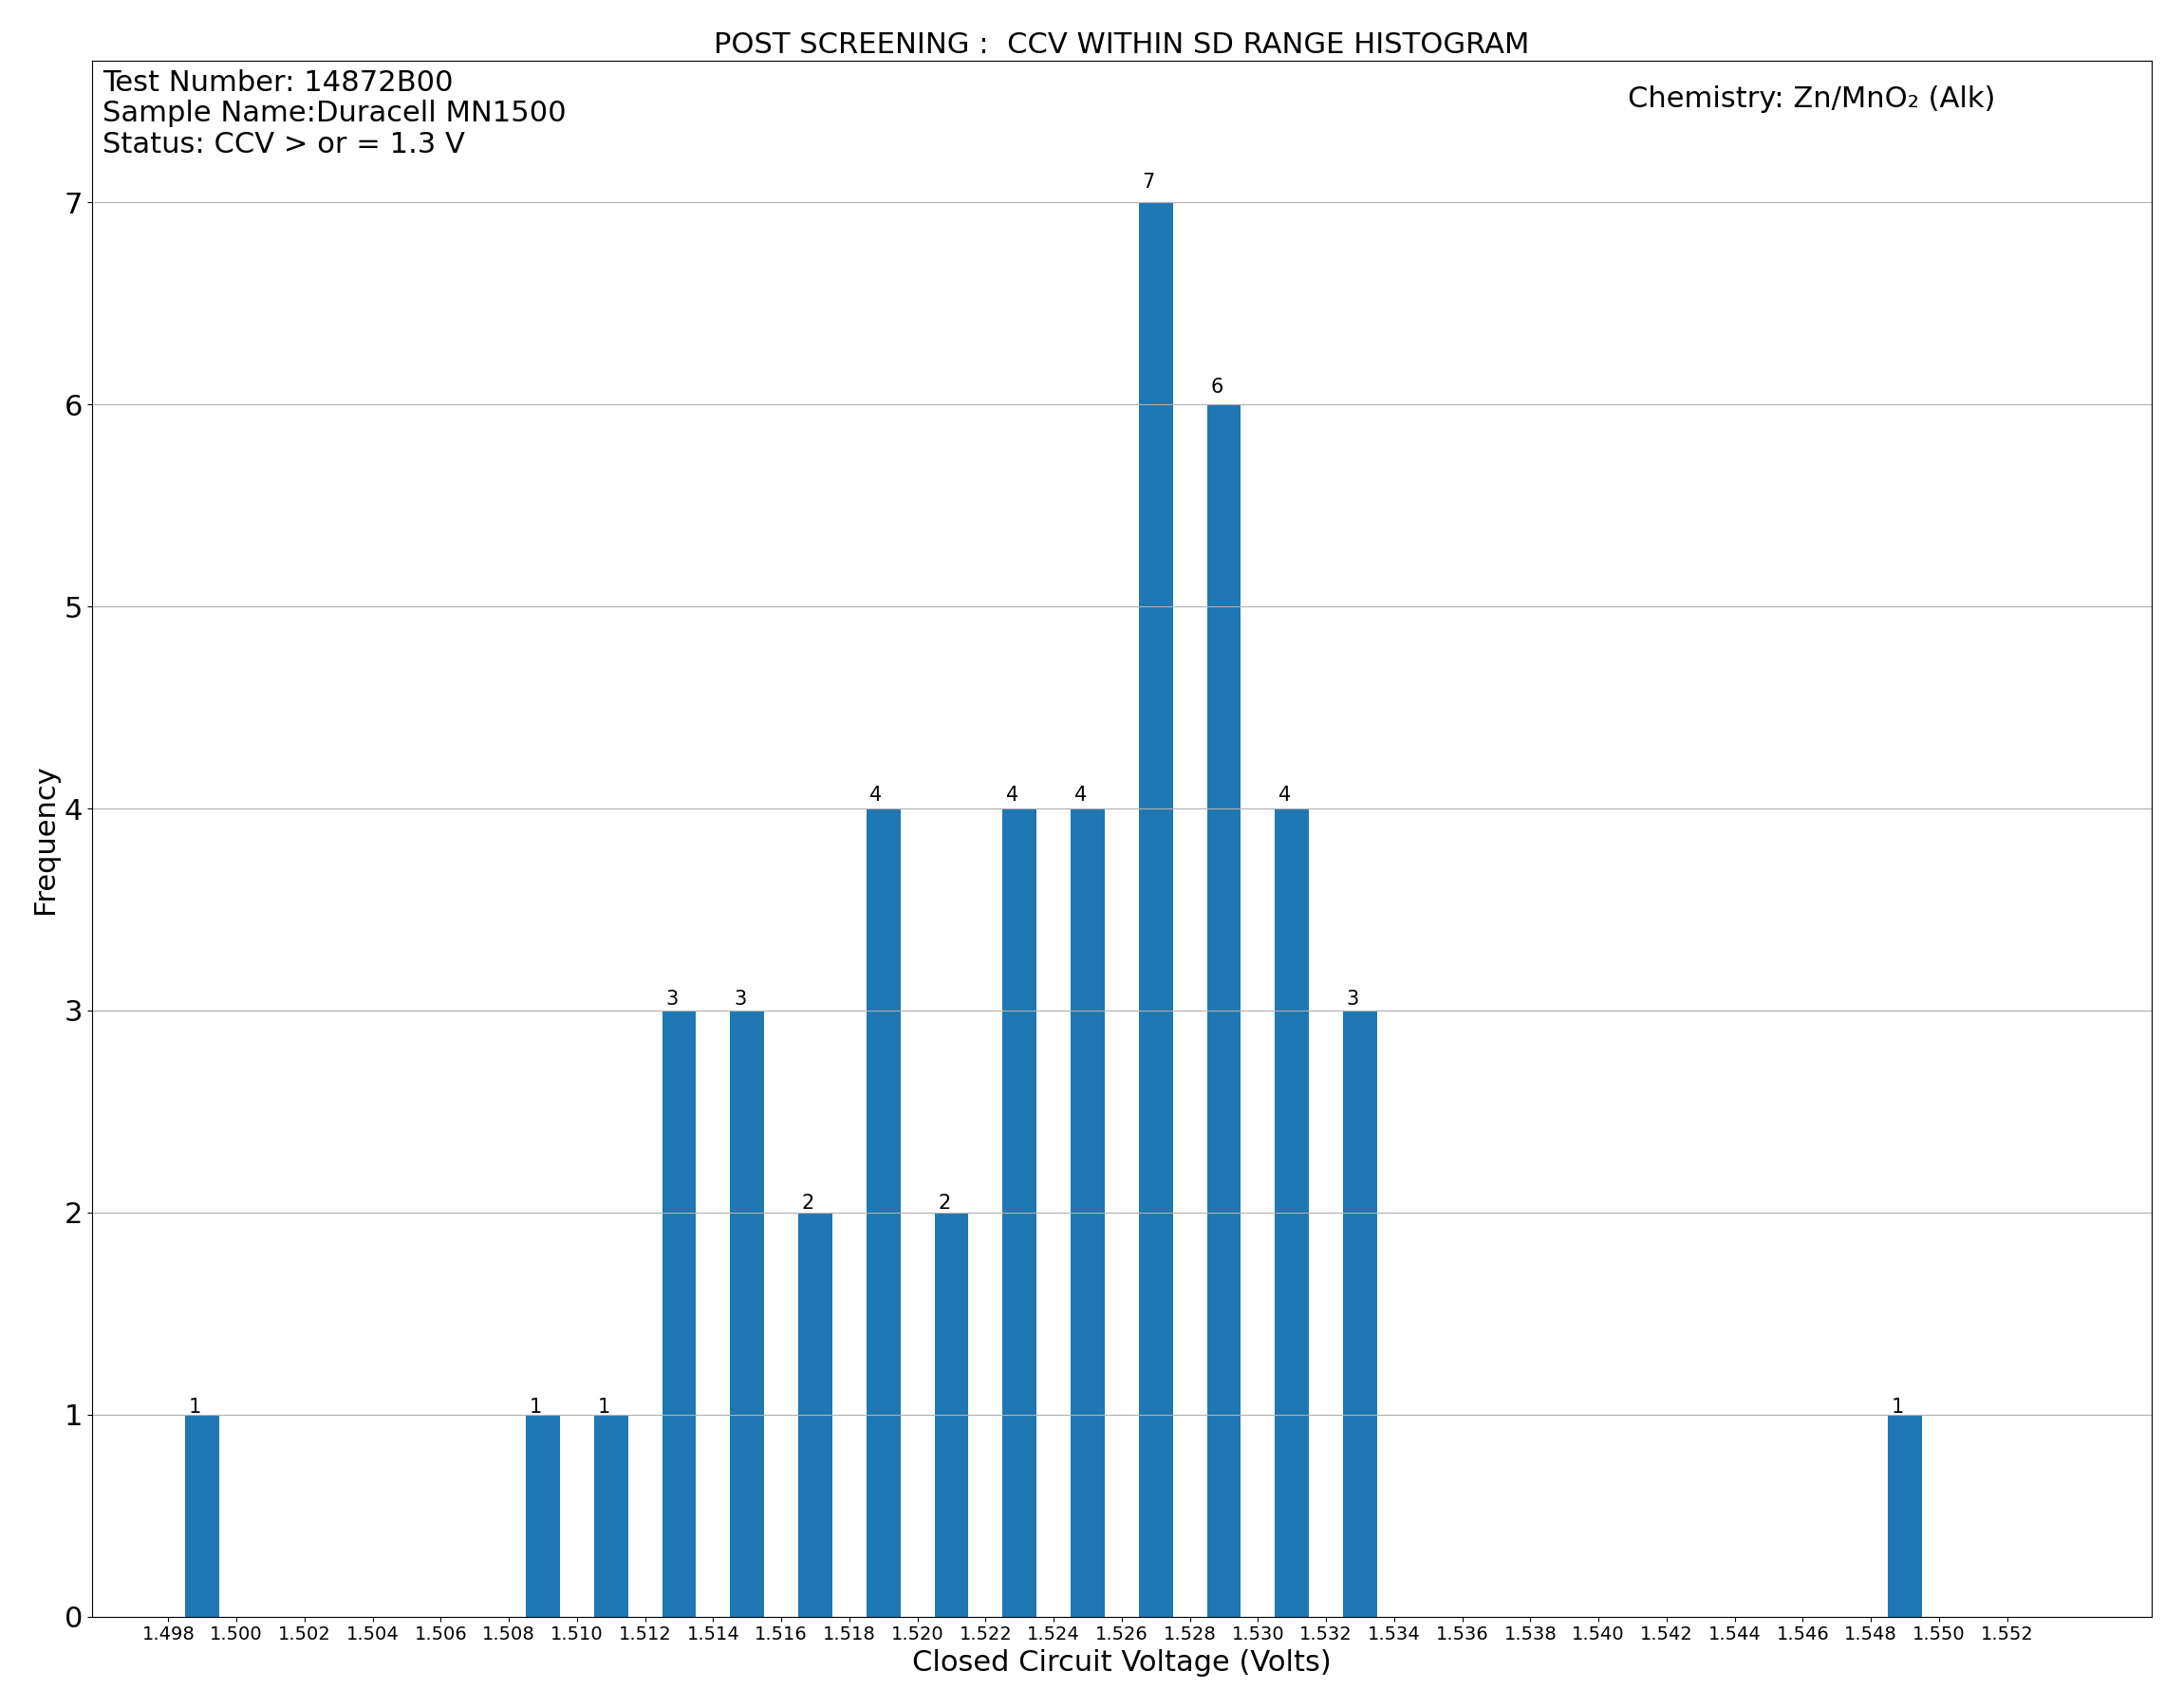 POST SCREENING :  CCV WITHIN SD RANGE HISTOGRAM
Test Number: 14872B00
Sample Name:Duracell MN1500
Status: CCV > or = 1.3 V
Chemistry: Zn/MnO₂ (Alk)
7
6
5
4
3
2
1
0
Frequency
1
1
1
3
3
2
4
2
4
4
7
6
4
3
1
1.498 1.500 1.502 1.504 1.506 1.508 1.510 1.512 1.514 1.516 1.518 1.520 1.522 1.524 1.526 1.528 1.530 1.532 1.534 1.536 1.538 1.540 1.542 1.544 1.546 1.548 1.550 1.552
Closed Circuit Voltage (Volts)